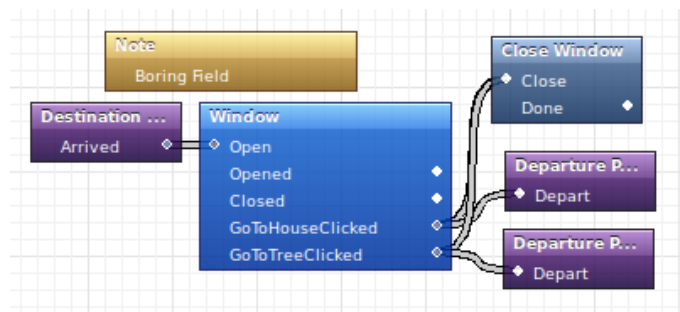 Note
Boring Field
Destination ...
Arrived
Window
Open
Opened
Closed
GoToHouseClicked
GoToTreeClicked
Close Window
Close
Done
Departure P...
Depart
Departure P...
Depart